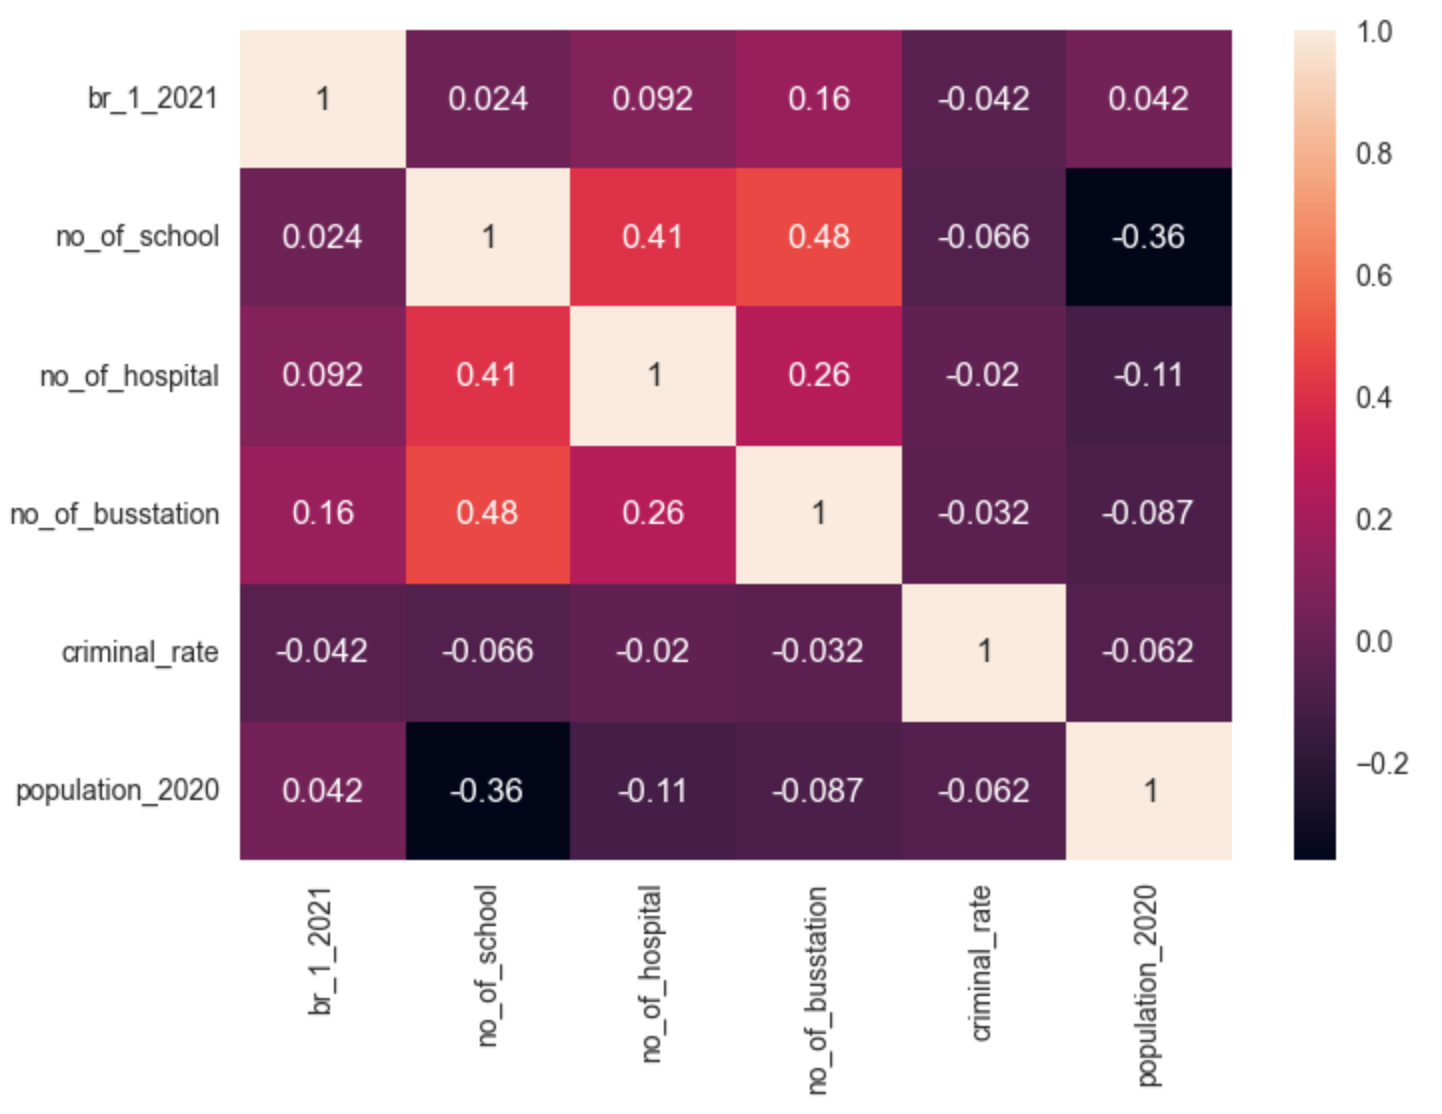 br_1_2021 1 0.024 0.092 0.16 -0.042 0.042
no_of_school 0.024 1 0.41 0.48 -0.066 -0.36
no_of_hospital 0.092 0.41 1 0.26 -0.02 -0.11
no_of_busstation 0.16 0.48 0.26 1 -0.032 -0.087
criminal_rate -0.042 -0.066 -0.02 -0.032 1 -0.062
population_2020 0.042 -0.36 -0.11 -0.087 -0.062 1
br_1_2021
no_of_school
no_of_hospital
no_of_busstation
criminal_rate
population_2020
1.0
0.8
0.6
0.4
0.2
0.0
−0.2